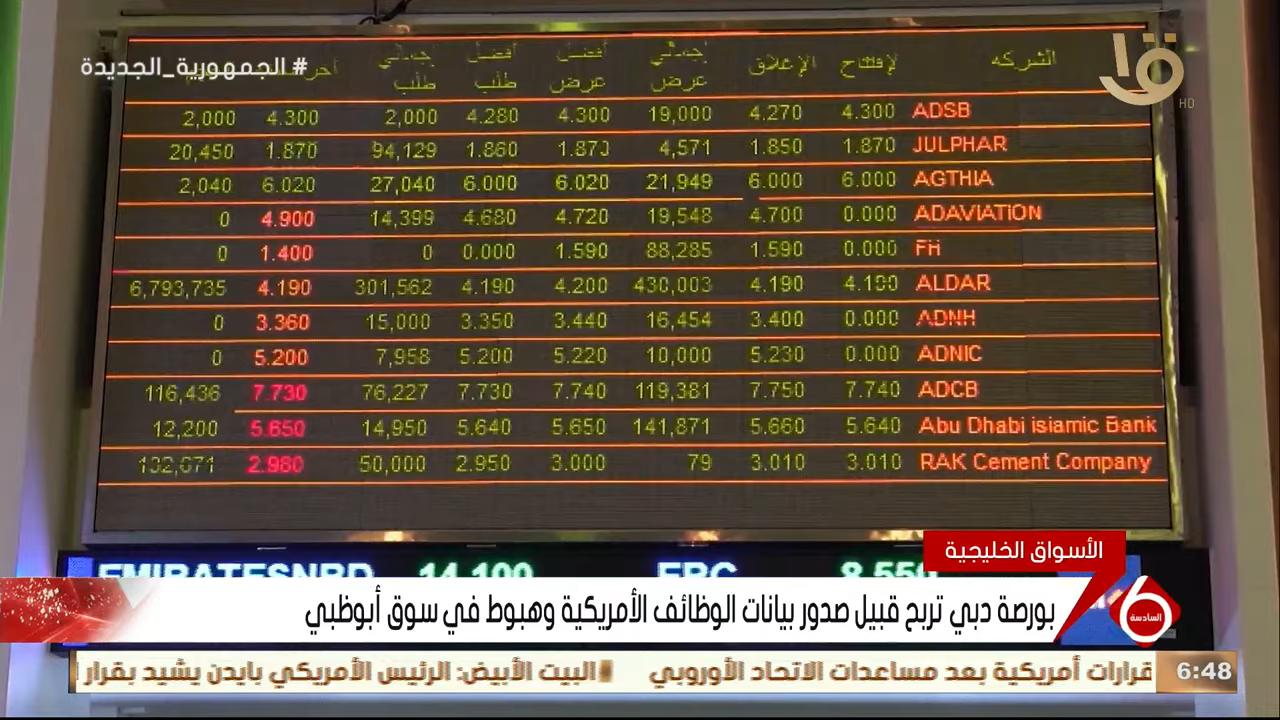 #الجمهورية_الجديدة
HD
الشركه لإفتتاح الإغلاق إجمالي عرض أفضل عرض أفضل طلب إجمالي طلب
ADSB 4.300 4.270 19,000 4.300 4.280 2,000 4.300 2,000
JULPHAR 1.870 1.850 4,571 1.870 1.860 94,129 1.870 20,450
AGTHIA 6.000 6.000 21,949 6.020 6.000 27,040 6.020 2,040
ADAVIATION 0.000 4.700 19,548 4.720 4.680 14,399 4.900 0
FH 0.000 1.590 88,285 1.590 0.000 0 1.400 0
ALDAR 4.190 4.190 430,003 4.200 4.190 301,562 4.190 6,793,735
ADNH 0.000 3.400 16,454 3.440 3.350 15,000 3.360 0
ADNIC 0.000 5.230 10,000 5.220 5.200 7,958 5.200 0
ADCB 7.740 7.750 119,381 7.740 7.730 76,227 7.730 116,436
Abu Dhabi islamic Bank 5.640 5.660 141,871 5.650 5.640 14,950 5.650 12,200
RAK Cement Company 3.010 3.010 79 3.000 2.950 50,000 2.980
EMIRATESNBD 14.100 8.550
الأسواق الخليجية
السادسة 6
بورصة دبي تربح قبيل صدور بيانات الوظائف الأمريكية وهبوط في سوق أبوظبي
6:48 قرارات أمريكية بعد مساعدات الاتحاد الأوروبي البيت الأبيض: الرئيس الأمريكي بايدن يشيد بقرار